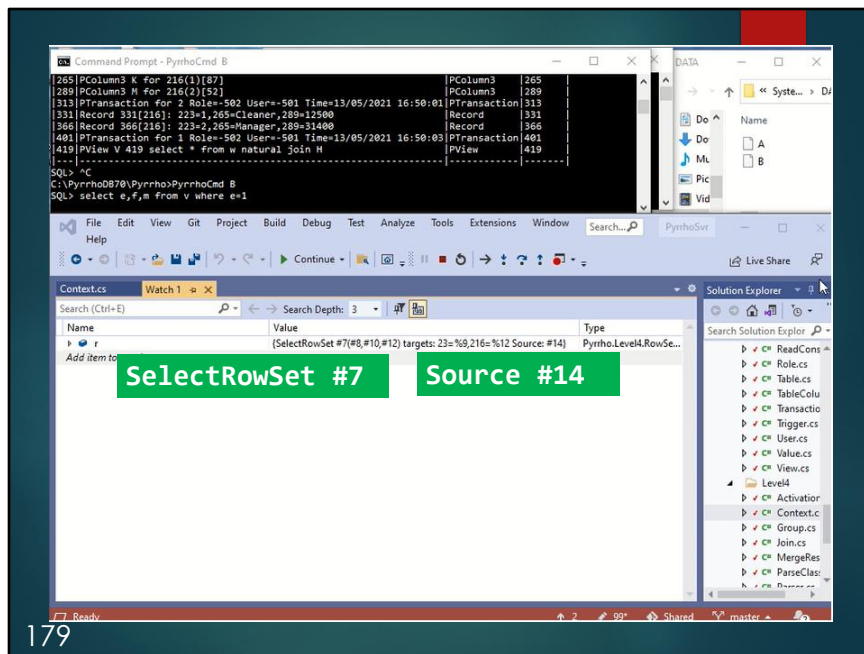 Command Prompt - PyrrhoCmd B
|265|PColumn3 K for 216(1)[87] |PColumn3 |265 |
|289|PColumn3 M for 216(2)[52] |PColumn3 |289 |
|313|PTransaction for 2 Role=-502 User=-501 Time=13/05/2021 16:50:01|PTransaction|313 |
|331|Record 331[216]: 223=1,265=Cleaner,289=12500 |Record |331 |
|366|Record 366[216]: 223=2,265=Manager,289=31400 |Record |366 |
|401|PTransaction for 1 Role=-502 User=-501 Time=13/05/2021 16:50:03|PTransaction|401 |
|419|PView V 419 select * from w natural join M |PView |419 |
|---|----------------------------------------------------------------|------------|------|
SQL> ^C
C:\PyrrhoDB70\Pyrrho>PyrrhoCmd B
SQL> select e,f,m from v where e=1
DATA
« Syste... › DA
Do
Do
Mu
Pic
Vid
Name
A
B
File Edit View Git Project Build Debug Test Analyze Tools Extensions Window Search... PyrrhoSvr
Help
Continue
Live Share
Context.cs Watch 1
Search (Ctrl+E) Search Depth: 3
Name Value Type
r {SelectRowSet #7(#8,#10,#12) targets: 23=%9,216=%12 Source: #14} Pyrrho.Level4.RowSe...
Add item to
SelectRowSet #7 Source #14
Solution Explorer
Search Solution Explor
C# ReadCons
C# Role.cs
C# Table.cs
C# TableColu
C# Transactio
C# Trigger.cs
C# User.cs
C# Value.cs
C# View.cs
Level4
C# Activation
C# Context.c
C# Group.cs
C# Join.cs
C# MergeRes
C# ParseClas
Ready 2 99* Shared master
179